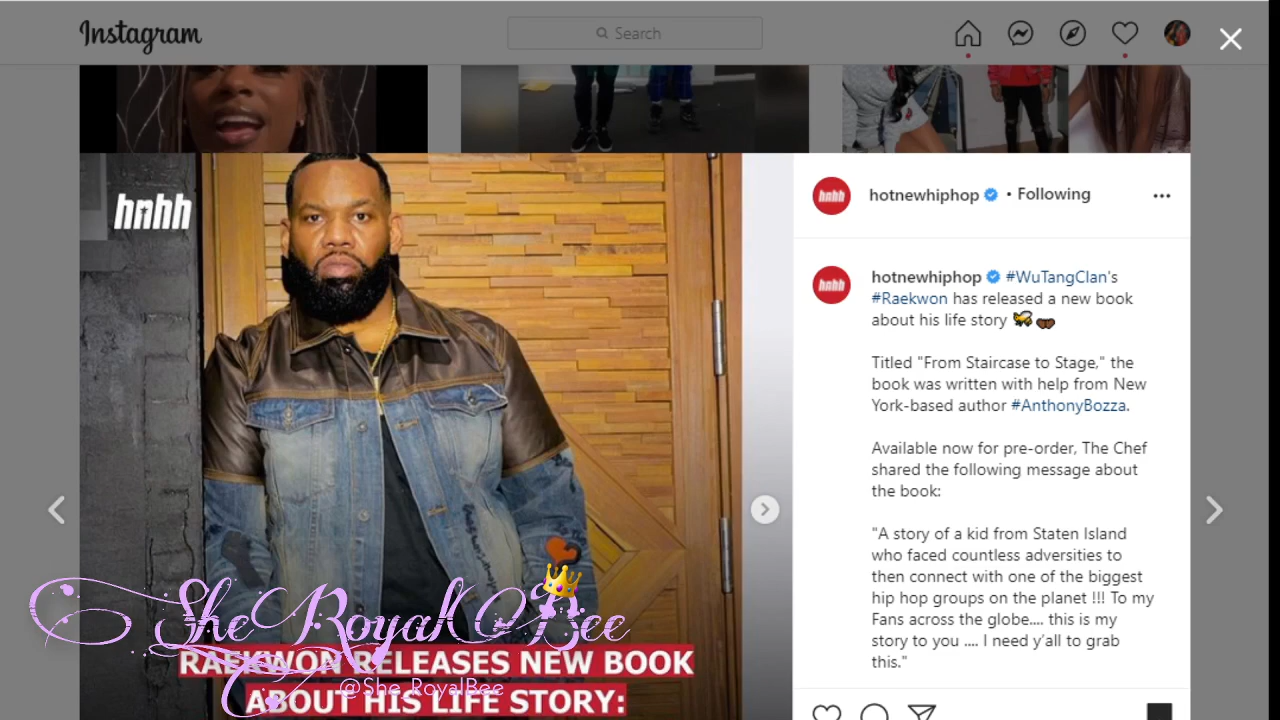 Instagram
Search
hnhh
hnhh
hotnewhiphop • Following
hnhh
hotnewhiphop #WuTangClan's
#Raekwon has released a new book
about his life story
Titled "From Staircase to Stage," the
book was written with help from New
York-based author #AnthonyBozza.
Available now for pre-order, The Chef
shared the following message about
the book:
"A story of a kid from Staten Island
who faced countless adversities to
then connect with one of the biggest
hip hop groups on the planet !!! To my
Fans across the globe.... this is my
story to you .... I need y'all to grab
this."
SheRoyalBee
RAEKWON RELEASES NEW BOOK
@She_RoyalBee
ABOUT HIS LIFE STORY: